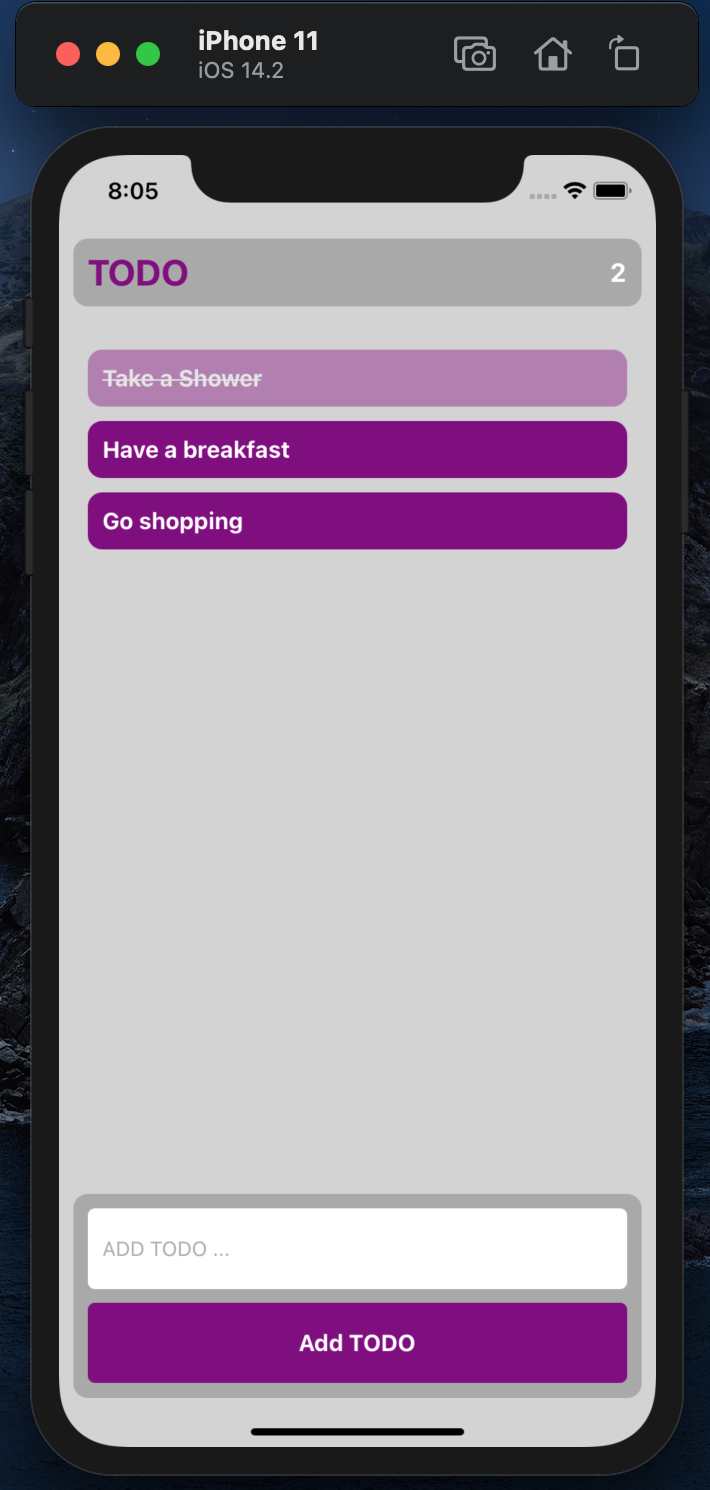 iPhone 11
iOS 14.2
8:05
TODO 2
Take a Shower
Have a breakfast
Go shopping
ADD TODO ...
Add TODO